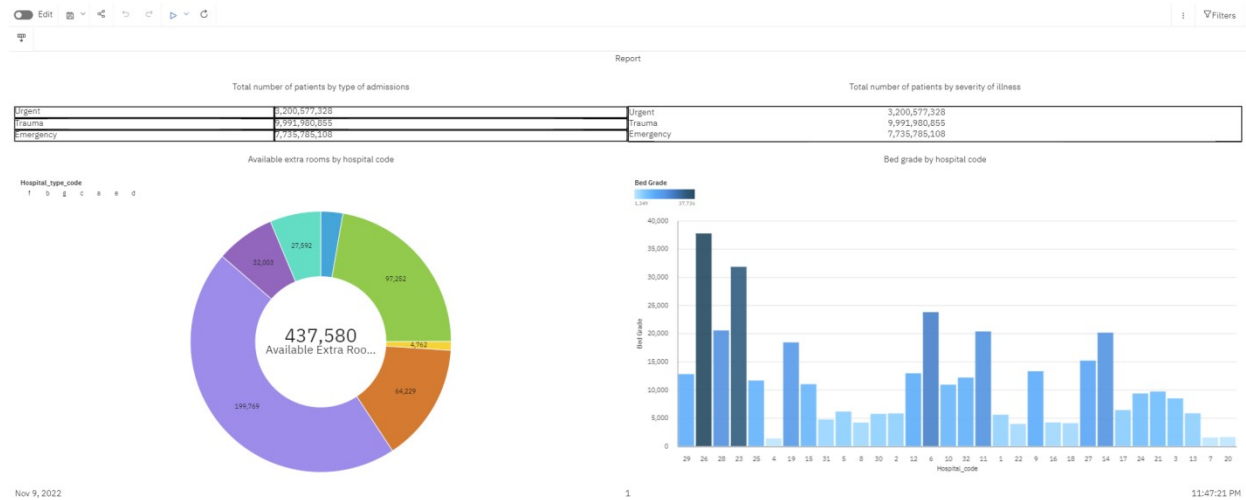 Edit
Filters
Report
Total number of patients by type of admissions
Urgent 3,200,577,328
Trauma 9,991,980,855
Emergency 7,735,785,108
Total number of patients by severity of illness
Urgent 3,200,577,328
Trauma 9,991,980,855
Emergency 7,735,785,108
Available extra rooms by hospital code
Hospital_type_code
f b g c a e d
27,592
97,252
32,003
4,762
64,229
199,769
437,580
Available Extra Roo...
Bed grade by hospital code
Bed Grade
1,349 37,716
40,000
35,000
30,000
25,000
20,000
15,000
10,000
5,000
0
Bed Grade
29 26 28 23 25 4 19 15 31 5 8 30 2 12 6 10 32 11 1 22 9 16 18 27 14 17 24 21 3 13 7 20
Hospital_code
Nov 9, 2022 1 11:47:21 PM